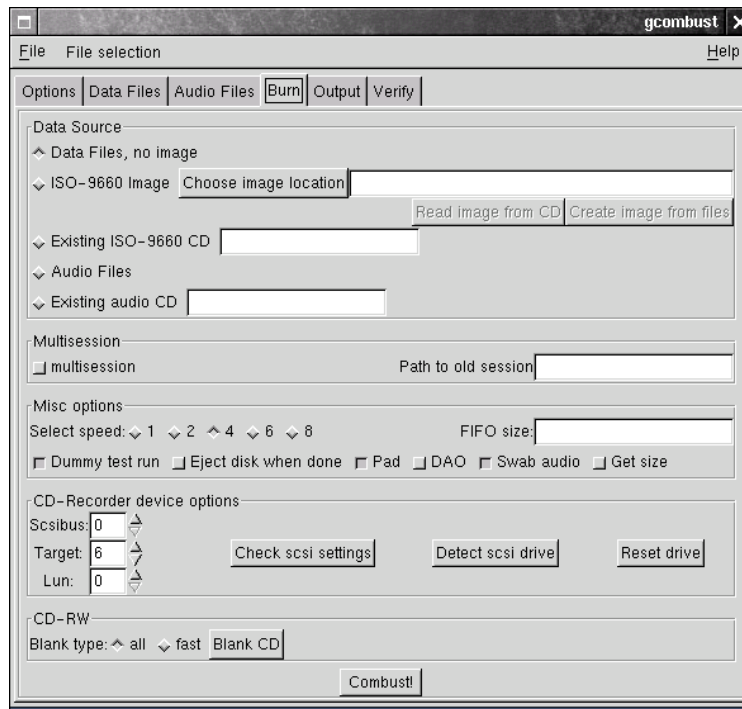 gcombust
File File selection Help
Options Data Files Audio Files Burn Output Verify
Data Source
Data Files, no image
ISO-9660 Image Choose image location
Read image from CD Create image from files
Existing ISO-9660 CD
Audio Files
Existing audio CD
Multisession
multisession Path to old session
Misc options
Select speed: 1 2 4 6 8 FIFO size:
Dummy test run Eject disk when done Pad DAO Swab audio Get size
CD-Recorder device options
Scsibus: 0
Target: 6 Check scsi settings Detect scsi drive Reset drive
Lun: 0
CD-RW
Blank type: all fast Blank CD
Combust!